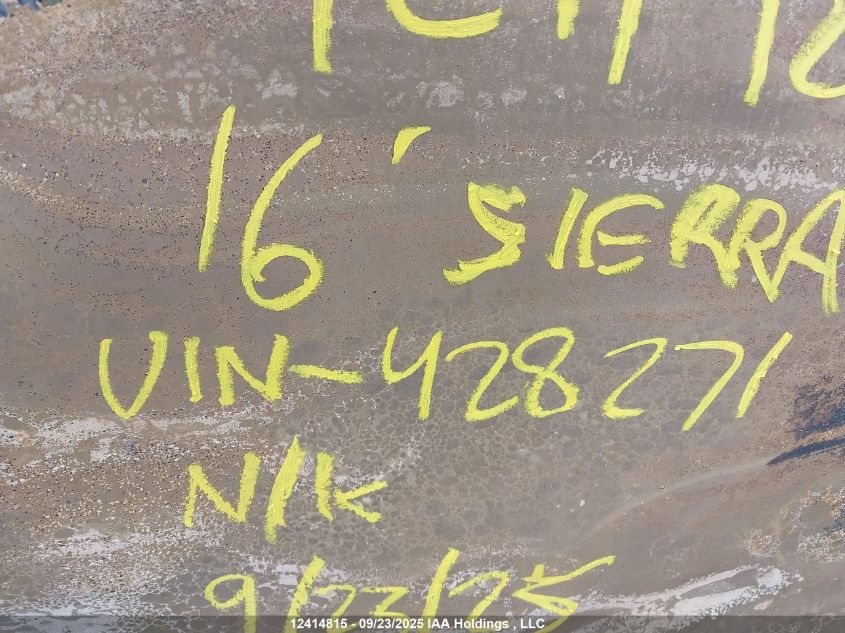 16' SIERRA
VIN-428271
N/K
9/23/25
12414815 - 09/23/2025 IAA Holdings , LLC